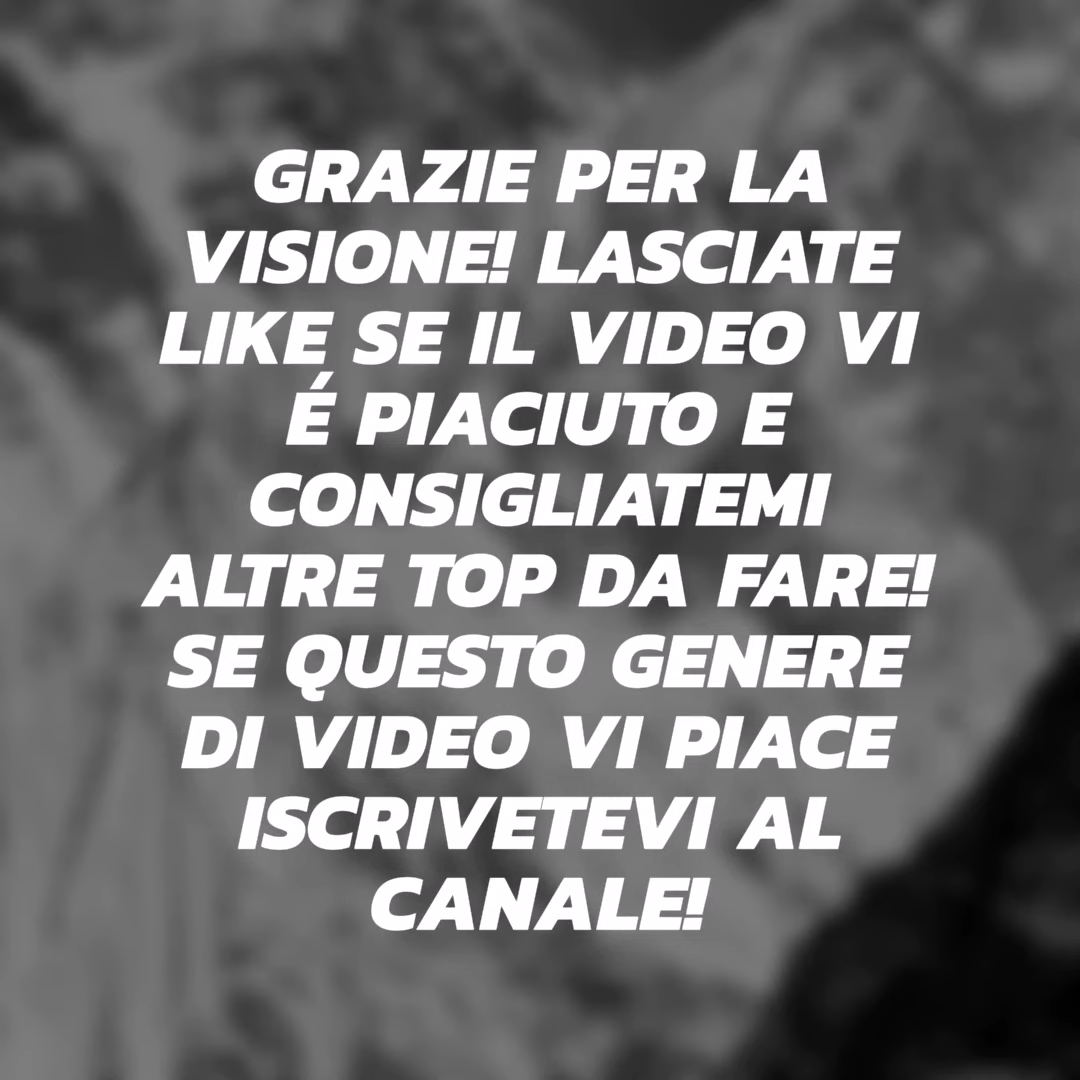 GRAZIE PER LA
VISIONE! LASCIATE
LIKE SE IL VIDEO VI
É PIACIUTO E
CONSIGLIATEMI
ALTRE TOP DA FARE!
SE QUESTO GENERE
DI VIDEO VI PIACE
ISCRIVETEVI AL
CANALE!